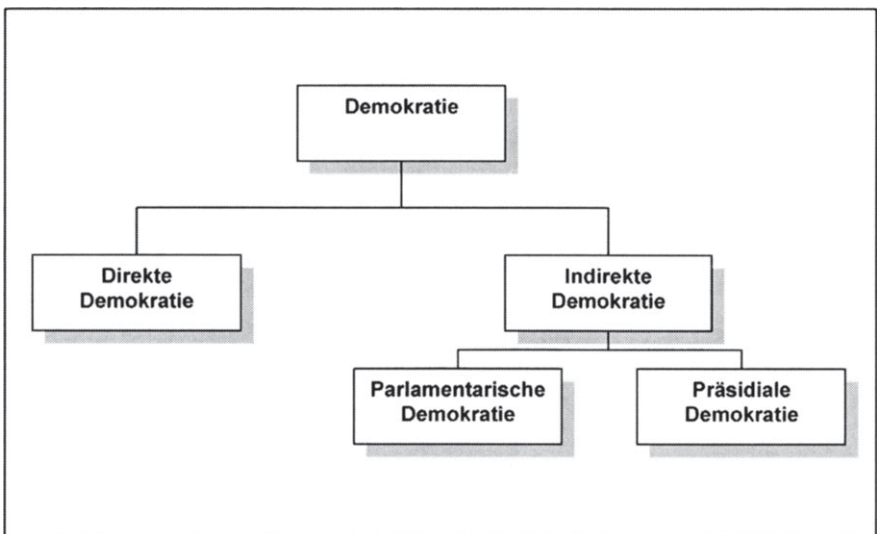 Demokratie
Direkte
Demokratie
Indirekte
Demokratie
Parlamentarische
Demokratie
Präsidiale
Demokratie